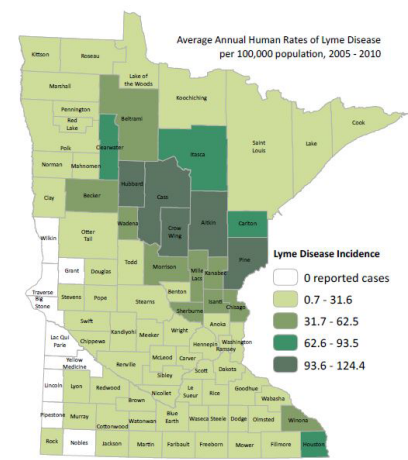 Average Annual Human Rates of Lyme Disease
per 100,000 population, 2005 - 2010
Kittson
Roseau
Lake of
the Woods
Marshall
Koochiching
Cook
Pennington
Red
Lake
Beltrami
Saint
Louis
Lake
Polk
Clearwater
Itasca
Norman
Mahnomen
Hubbard
Cass
Clay
Becker
Aitkin
Carlton
Wadena
Crow
Wing
Wilkin
Otter
Tail
Pine
Lyme Disease Incidence
0 reported cases
0.7 - 31.6
31.7 - 62.5
62.6 - 93.5
93.6 - 124.4
Todd
Morrison
Mille
Lacs
Kanabec
Grant
Douglas
Benton
Traverse
Big
Stone
Stevens
Pope
Stearns
Isanti
Chisago
Sherburne
Swift
Anoka
Kandiyohi
Meeker
Wright
Washington
Lac Qui
Parle
Chippewa
Hennepin
Ramsey
Yellow
Medicine
Renville
McLeod
Carver
Scott
Dakota
Sibley
Lincoln
Lyon
Redwood
Nicollet
Le
Sueur
Rice
Goodhue
Wabasha
Brown
Pipestone
Murray
Cottonwood
Watonwan
Blue
Earth
Waseca
Steele
Dodge
Olmsted
Winona
Rock
Nobles
Jackson
Martin
Faribault
Freeborn
Mower
Fillmore
Houston